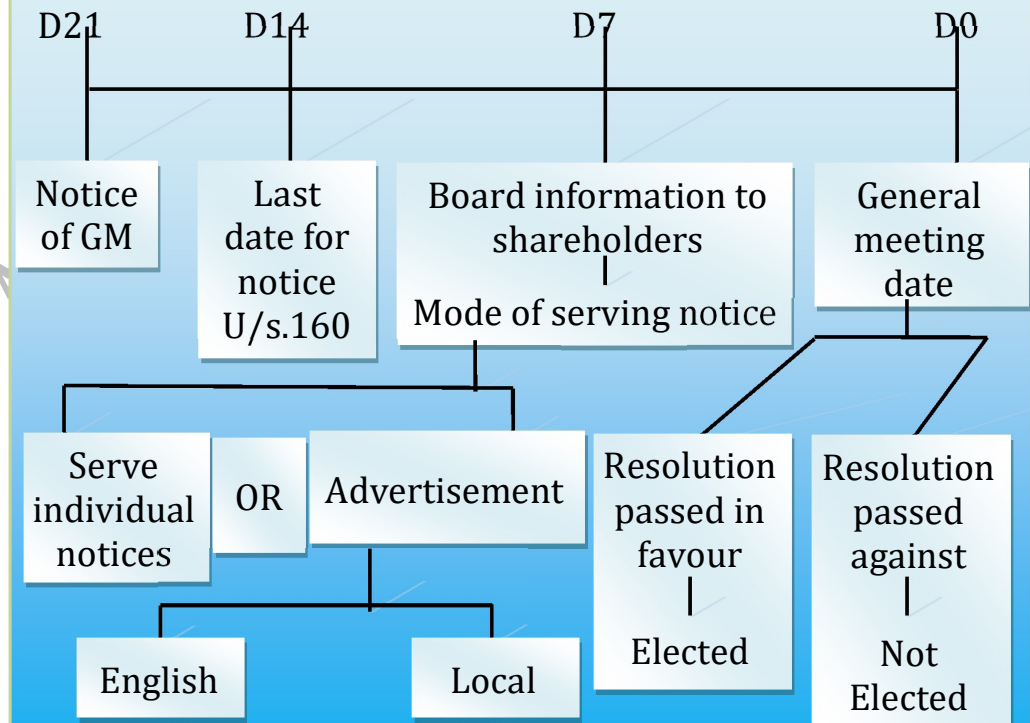 D21 D14 D7 D0
Notice
of GM
Last
date for
notice
U/s.160
Board information to
shareholders
Mode of serving notice
General
meeting
date
Serve
individual
notices
OR
Advertisement
Resolution
passed in
favour
Elected
Resolution
passed
against
Not
Elected
English
Local